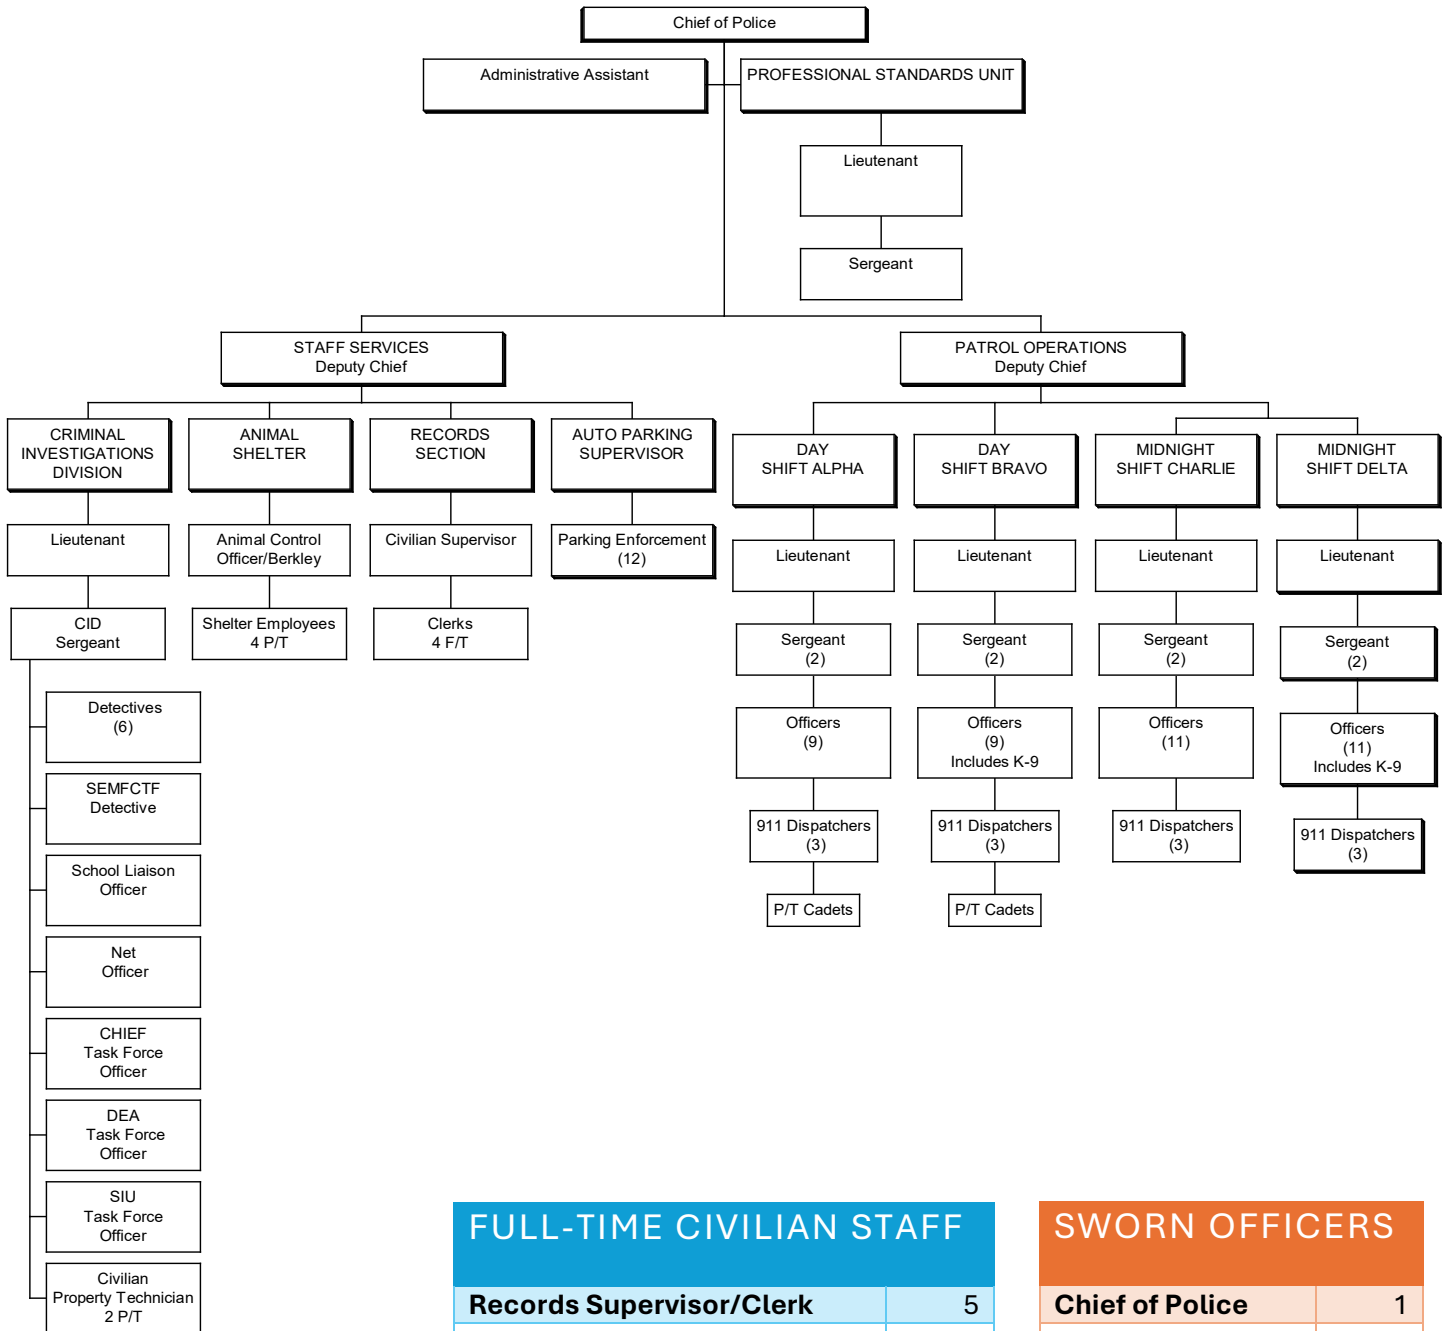 Chief of Police
Administrative Assistant
PROFESSIONAL STANDARDS UNIT
Lieutenant
Sergeant
STAFF SERVICES
Deputy Chief
PATROL OPERATIONS
Deputy Chief
CRIMINAL
INVESTIGATIONS
DIVISION
ANIMAL
SHELTER
RECORDS
SECTION
AUTO PARKING
SUPERVISOR
DAY
SHIFT ALPHA
DAY
SHIFT BRAVO
MIDNIGHT
SHIFT CHARLIE
MIDNIGHT
SHIFT DELTA
Lieutenant
Animal Control
Officer/Berkley
Civilian Supervisor
Parking Enforcement
(12)
Lieutenant
Lieutenant
Lieutenant
Lieutenant
CID
Sergeant
Shelter Employees
4 P/T
Clerks
4 F/T
Sergeant
(2)
Sergeant
(2)
Sergeant
(2)
Sergeant
(2)
Detectives
(6)
Officers
(9)
Officers
(9)
Includes K-9
Officers
(11)
Officers
(11)
Includes K-9
SEMFCTF
Detective
911 Dispatchers
(3)
911 Dispatchers
(3)
911 Dispatchers
(3)
911 Dispatchers
(3)
School Liaison
Officer
P/T Cadets
P/T Cadets
Net
Officer
CHIEF
Task Force
Officer
DEA
Task Force
Officer
SIU
Task Force
Officer
Civilian
Property Technician
2 P/T
FULL-TIME CIVILIAN STAFF
Records Supervisor/Clerk 5
SWORN OFFICERS
Chief of Police 1